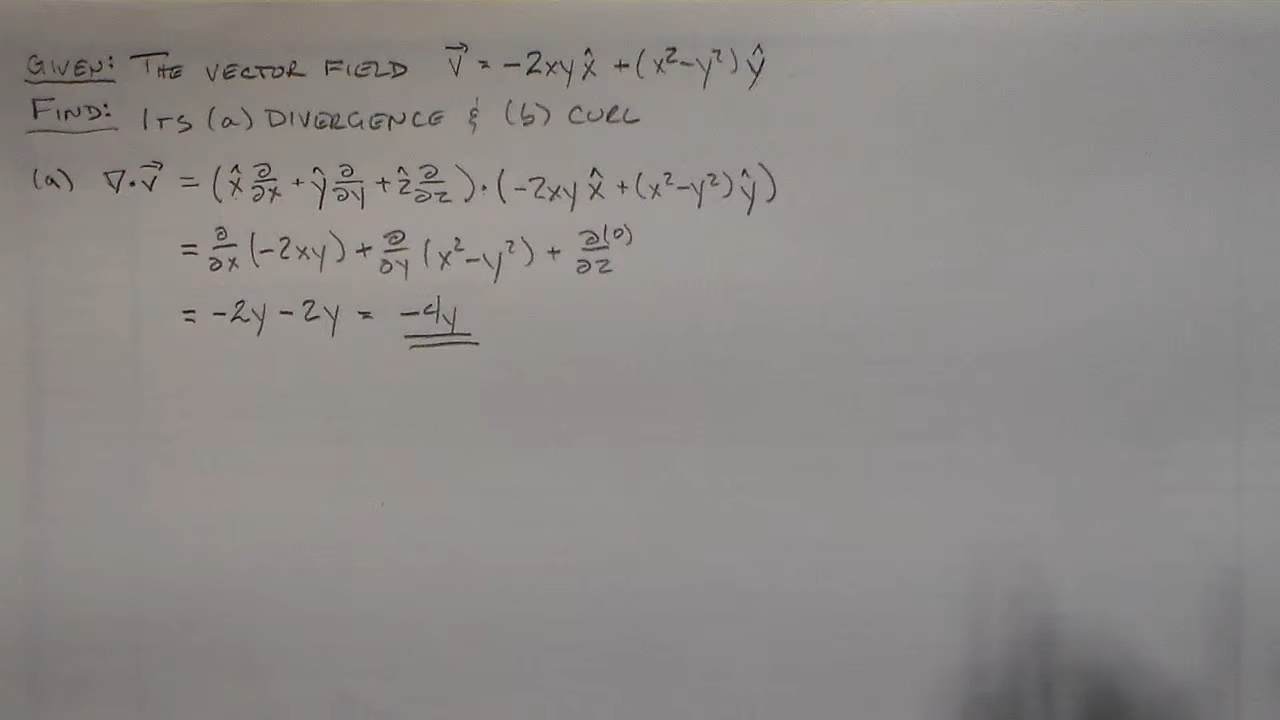 GIVEN: THE VECTOR FIELD V⃗ = -2xy x̂ + (x²-y²) ŷ
FIND: ITS (a) DIVERGENCE & (b) CURL
(a) ∇·V⃗ = (x̂ ∂/∂x + ŷ ∂/∂y + ẑ ∂/∂z)·(-2xy x̂ + (x²-y²) ŷ)
= ∂/∂x (-2xy) + ∂/∂y (x²-y²) + ∂(0)/∂z
= -2y - 2y = -4y